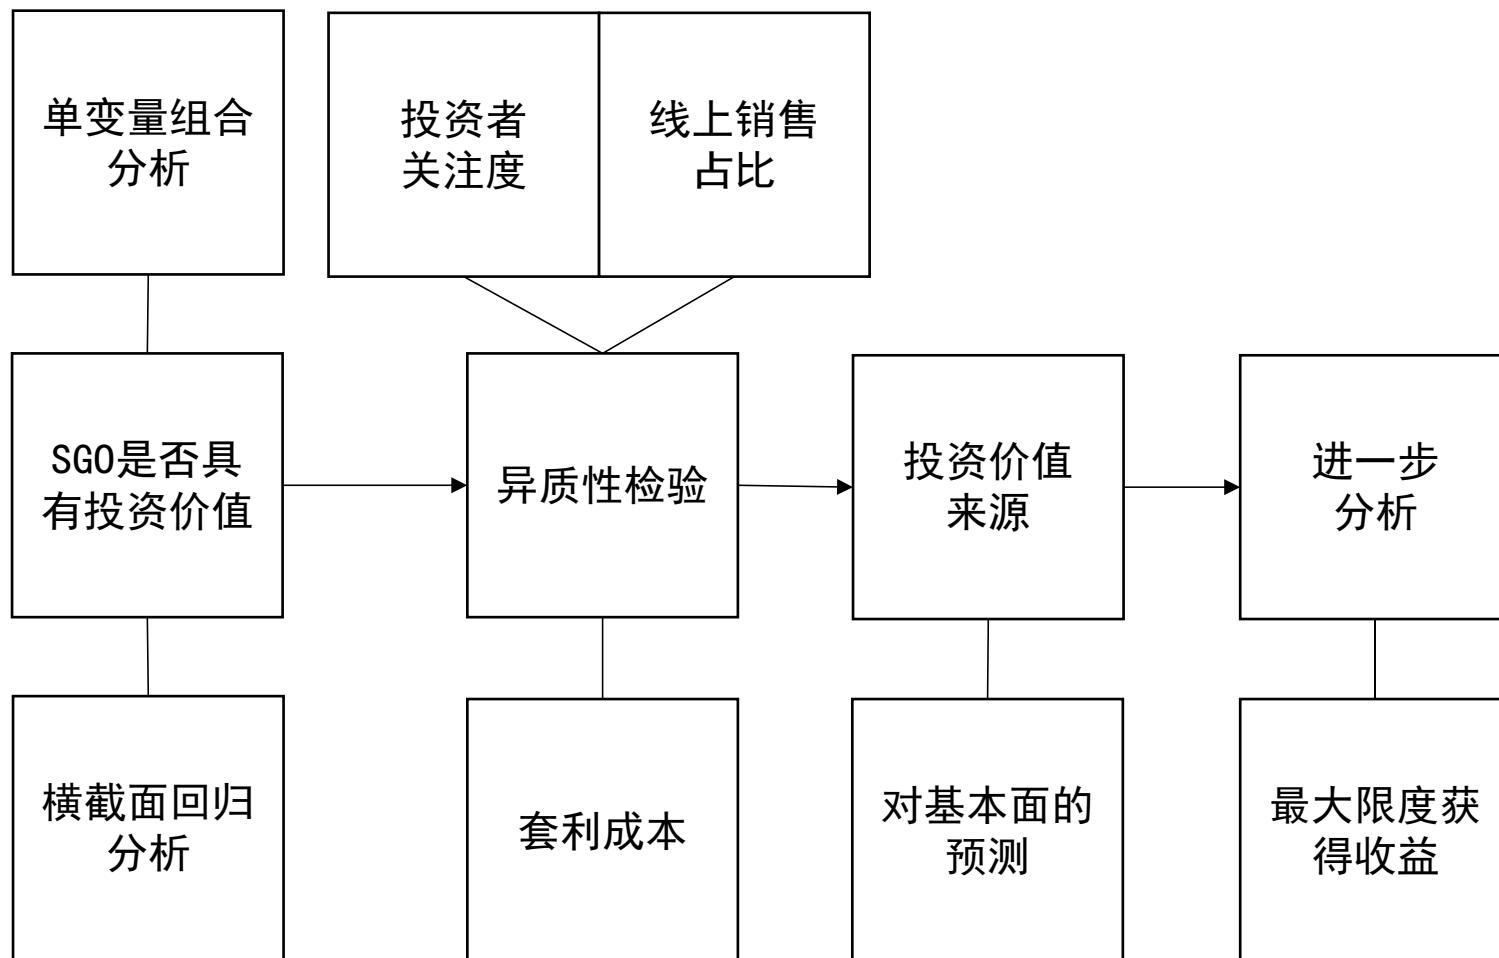 单变量组合
分析
投资者
关注度
线上销售
占比
SGO是否具
有投资价值
异质性检验
投资价值
来源
进一步
分析
横截面回归
分析
套利成本
对基本面的
预测
最大限度获
得收益